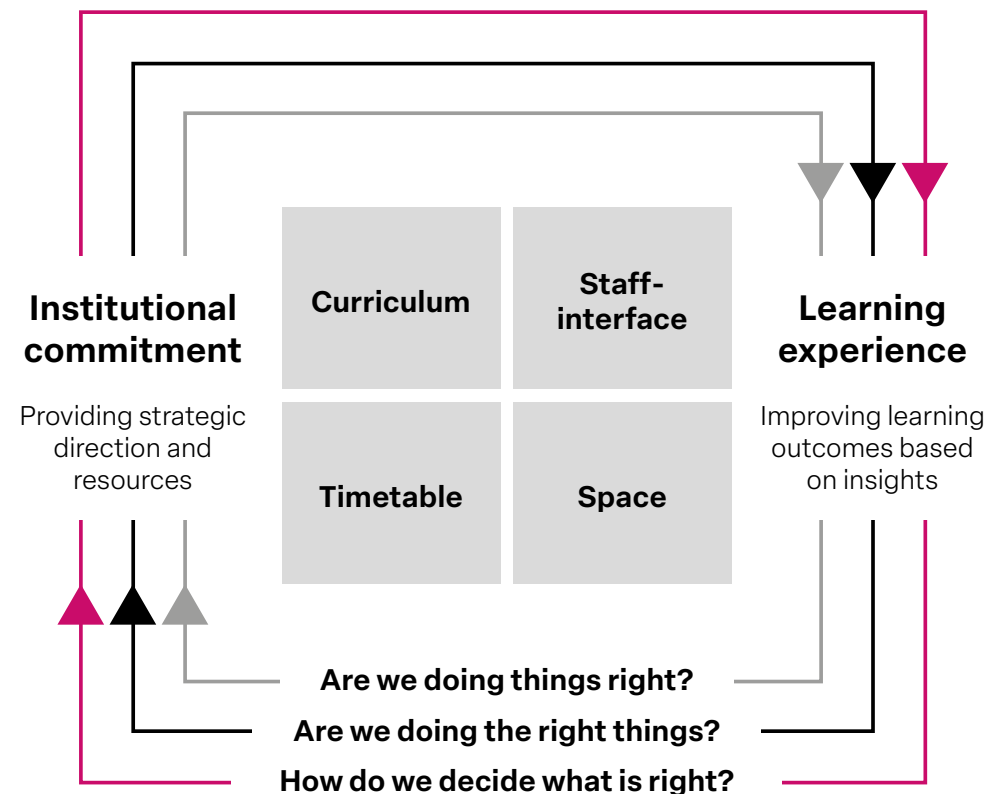 Institutional
commitment
Providing strategic
direction and
resources
Curriculum
Staff-
interface
Timetable
Space
Learning
experience
Improving learning
outcomes based
on insights
Are we doing things right?
Are we doing the right things?
How do we decide what is right?